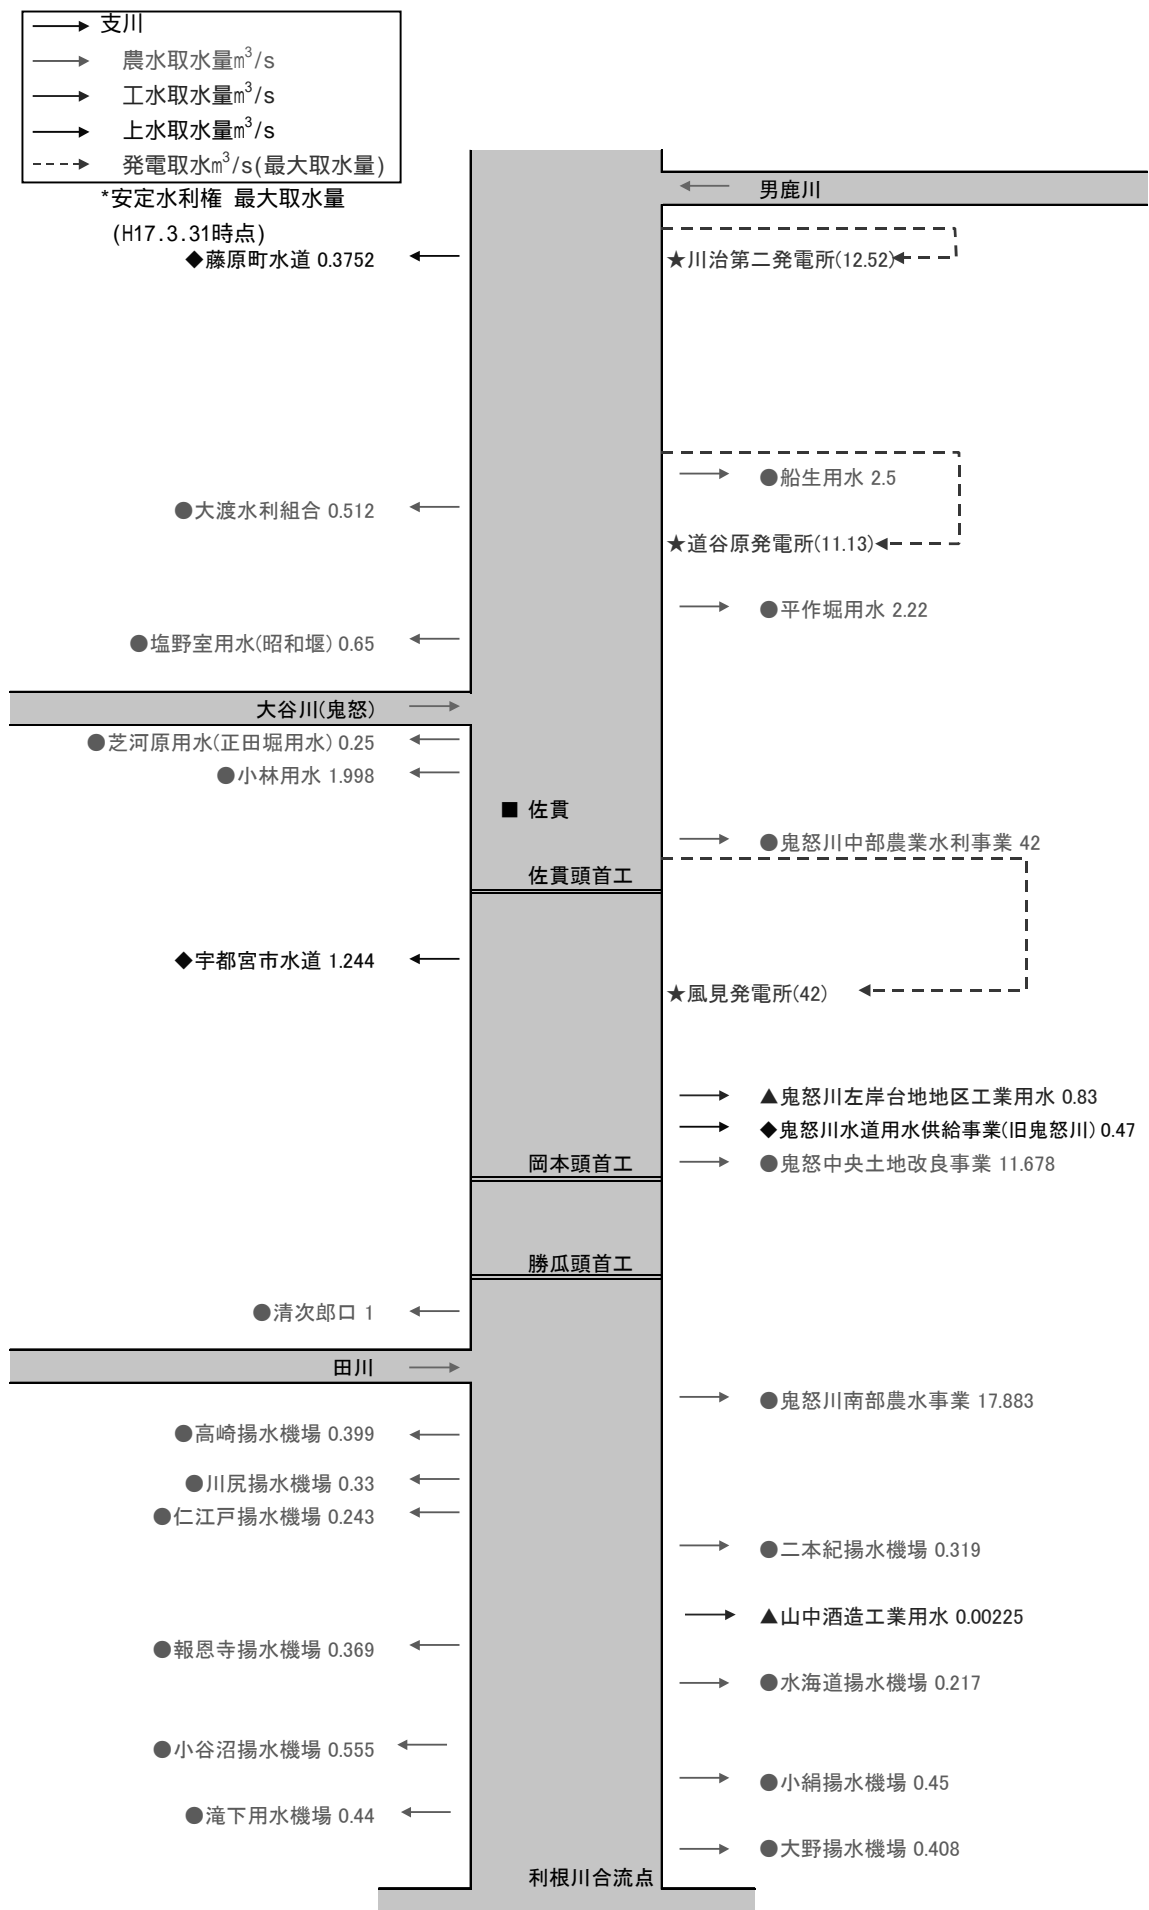 支川
農水取水量㎥/s
工水取水量㎥/s
上水取水量㎥/s
発電取水㎥/s(最大取水量)
*安定水利権 最大取水量
(H17.3.31時点)
男鹿川
◆藤原町水道 0.3752
★川治第二発電所(12.52)
●船生用水 2.5
●大渡水利組合 0.512
★道谷原発電所(11.13)
●平作堀用水 2.22
●塩野室用水(昭和堰) 0.65
大谷川(鬼怒)
●芝河原用水(正田堀用水) 0.25
●小林用水 1.998
■ 佐貫
●鬼怒川中部農業水利事業 42
佐貫頭首工
◆宇都宮市水道 1.244
★風見発電所(42)
▲鬼怒川左岸台地地区工業用水 0.83
◆鬼怒川水道用水供給事業(旧鬼怒川) 0.47
岡本頭首工
●鬼怒中央土地改良事業 11.678
勝瓜頭首工
●清次郎口 1
田川
●鬼怒川南部農水事業 17.883
●高崎揚水機場 0.399
●川尻揚水機場 0.33
●仁江戸揚水機場 0.243
●二本紀揚水機場 0.319
▲山中酒造工業用水 0.00225
●報恩寺揚水機場 0.369
●水海道揚水機場 0.217
●小谷沼揚水機場 0.555
●小絹揚水機場 0.45
●滝下用水機場 0.44
●大野揚水機場 0.408
利根川合流点